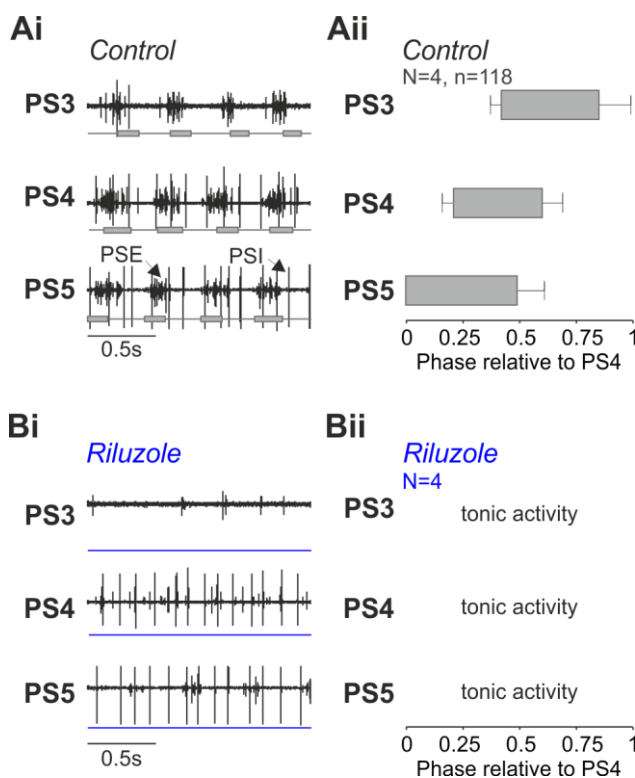 Ai
Control
PS3
PS4
PSE
PSI
PS5
0.5s
Aii
Control
N=4, n=118
PS3
PS4
PS5
0 0.25 0.5 0.75 1
Phase relative to PS4
Bi
Riluzole
PS3
PS4
PS5
0.5s
Bii
Riluzole
N=4
PS3 tonic activity
PS4 tonic activity
PS5 tonic activity
0 0.25 0.5 0.75 1
Phase relative to PS4